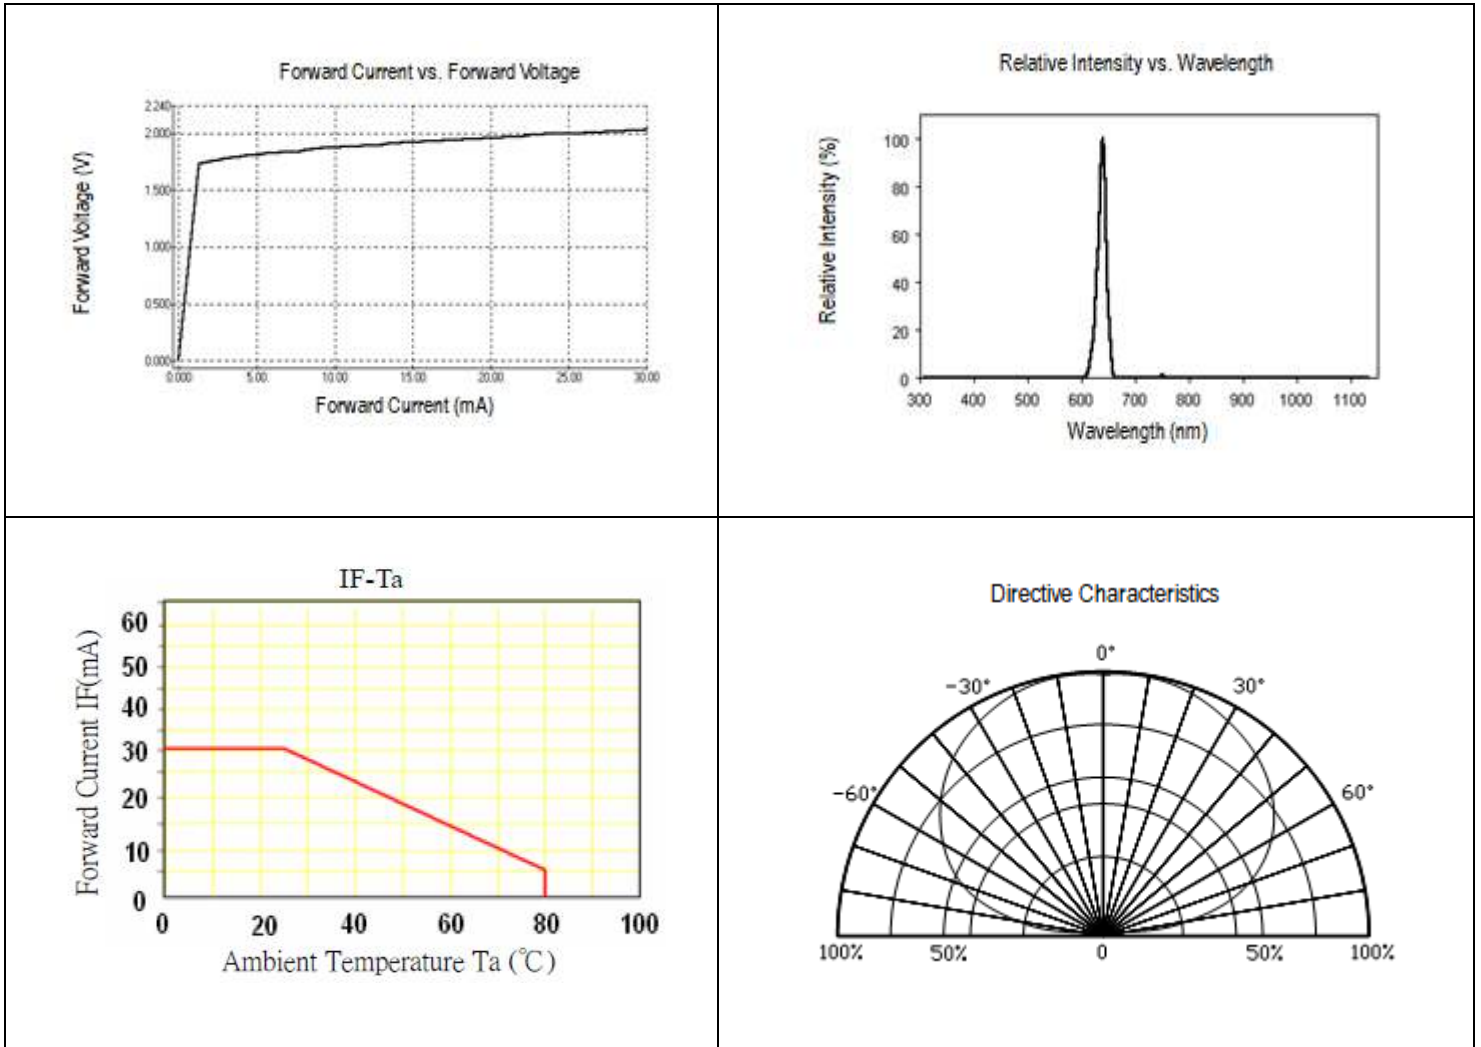 Forward Current vs. Forward Voltage
Forward Voltage (V)
2.240
2.000
1.500
1.000
0.500
0.000
0.000 5.00 10.00 15.00 20.00 25.00 30.00
Forward Current (mA)
Relative Intensity vs. Wavelength
Relative Intensity (%)
100
80
60
40
20
0
300 400 500 600 700 800 900 1000 1100
Wavelength (nm)
IF-Ta
Forward Current IF(mA)
60
50
40
30
20
10
0
0 20 40 60 80 100
Ambient Temperature Ta (℃)
Directive Characteristics
0°
-30° 30°
-60° 60°
100% 50% 0 50% 100%